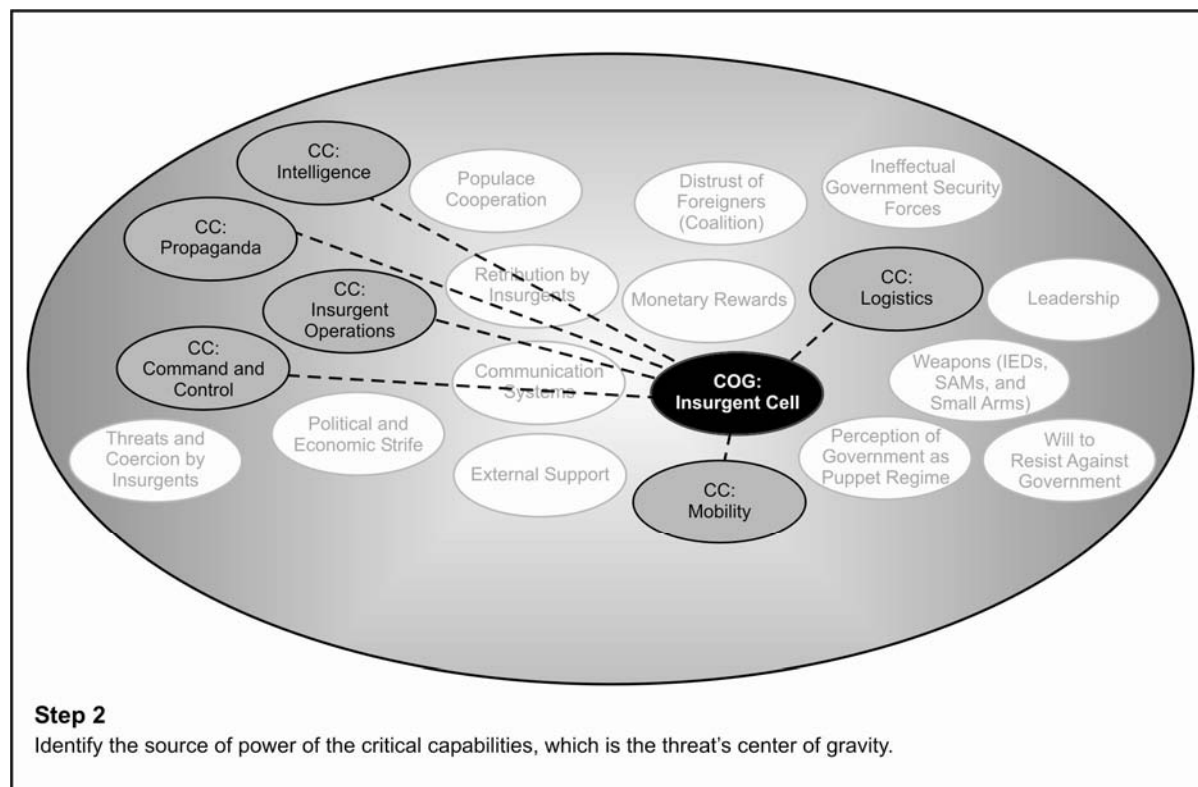 CC:
Intelligence
Populace
Cooperation
Distrust of
Foreigners
(Coalition)
Ineffectual
Government Security
Forces
CC:
Propaganda
Retribution by
Insurgents
Monetary Rewards
CC:
Logistics
Leadership
CC:
Insurgent
Operations
CC:
Command and
Control
Communication
Systems
COG:
Insurgent Cell
Weapons (IEDs,
SAMs, and
Small Arms)
Threats and
Coercion by
Insurgents
Political and
Economic Strife
External Support
CC:
Mobility
Perception of
Government as
Puppet Regime
Will to
Resist Against
Government
Step 2
Identify the source of power of the critical capabilities, which is the threat's center of gravity.